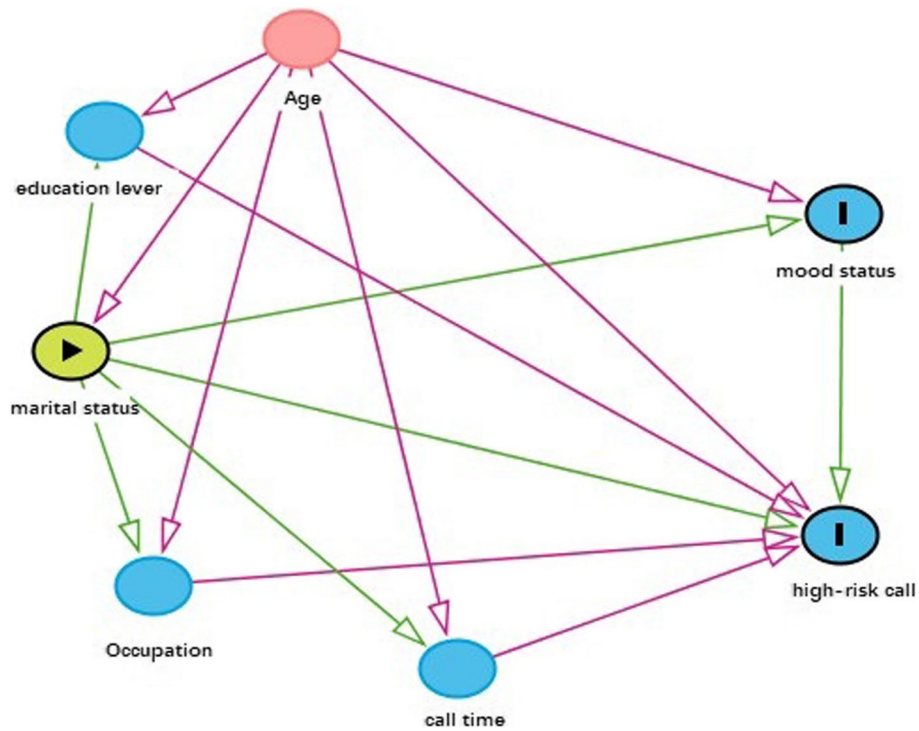 Age
education lever
mood status
marital status
high-risk call
Occupation
call time